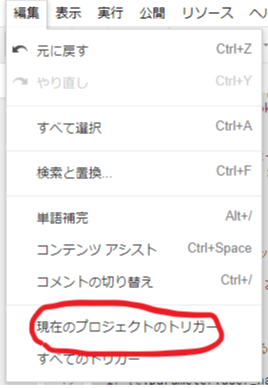 編集 表示 実行 公開 リソース ヘル
元に戻す Ctrl+Z
やり直し Ctrl+Y
すべて選択 Ctrl+A
検索と置換... Ctrl+F
単語補完 Alt+/
コンテンツ アシスト Ctrl+Space
コメントの切り替え Ctrl+/
現在のプロジェクトのトリガー
すべてのトリガー